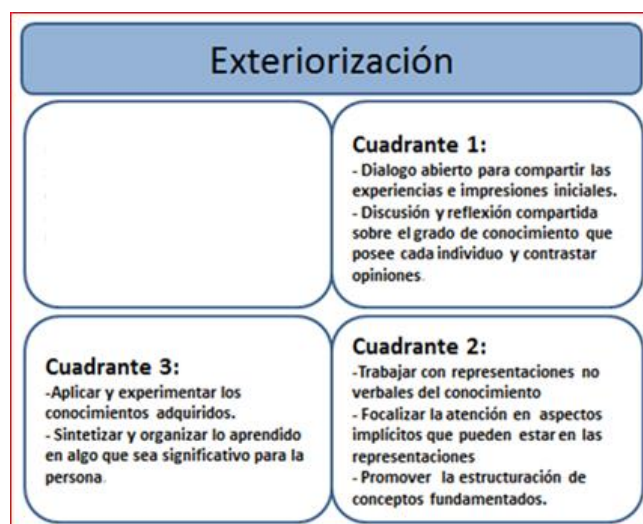 Exteriorización
Cuadrante 1:
- Dialogo abierto para compartir las
experiencias e impresiones iniciales.
- Discusión y reflexión compartida
sobre el grado de conocimiento que
posee cada individuo y contrastar
opiniones.
Cuadrante 3:
-Aplicar y experimentar los
conocimientos adquiridos.
- Sintetizar y organizar lo aprendido
en algo que sea significativo para la
persona.
Cuadrante 2:
-Trabajar con representaciones no
verbales del conocimiento
- Focalizar la atención en aspectos
implícitos que pueden estar en las
representaciones
- Promover la estructuración de
conceptos fundamentados.